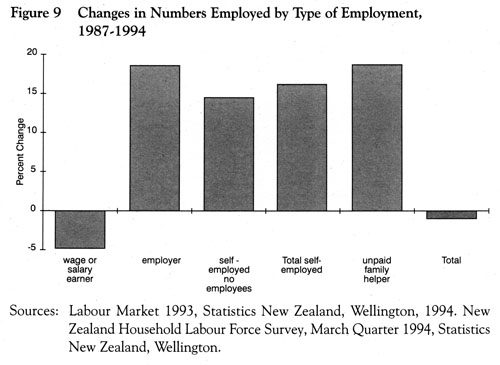 Figure 9 Changes in Numbers Employed by Type of Employment,
1987-1994
Percent Change
20
15
10
5
0
-5
wage or
salary
earner
employer
self -
employed
no
employees
Total self-
employed
unpaid
family
helper
Total
Sources: Labour Market 1993, Statistics New Zealand, Wellington, 1994. New
Zealand Household Labour Force Survey, March Quarter 1994, Statistics
New Zealand, Wellington.